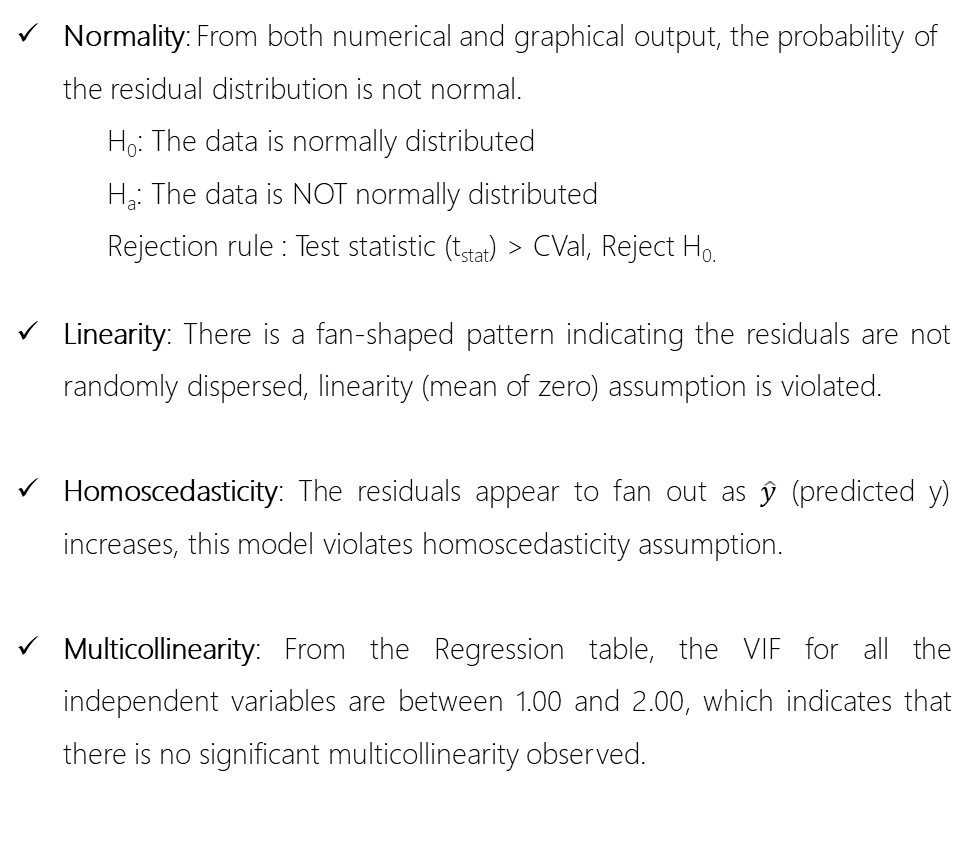 ✓ Normality: From both numerical and graphical output, the probability of
the residual distribution is not normal.
H₀: The data is normally distributed
Hₐ: The data is NOT normally distributed
Rejection rule : Test statistic (tₛₜₐₜ) > CVal, Reject H₀.
✓ Linearity: There is a fan-shaped pattern indicating the residuals are not
randomly dispersed, linearity (mean of zero) assumption is violated.
✓ Homoscedasticity: The residuals appear to fan out as ŷ (predicted y)
increases, this model violates homoscedasticity assumption.
✓ Multicollinearity: From the Regression table, the VIF for all the
independent variables are between 1.00 and 2.00, which indicates that
there is no significant multicollinearity observed.